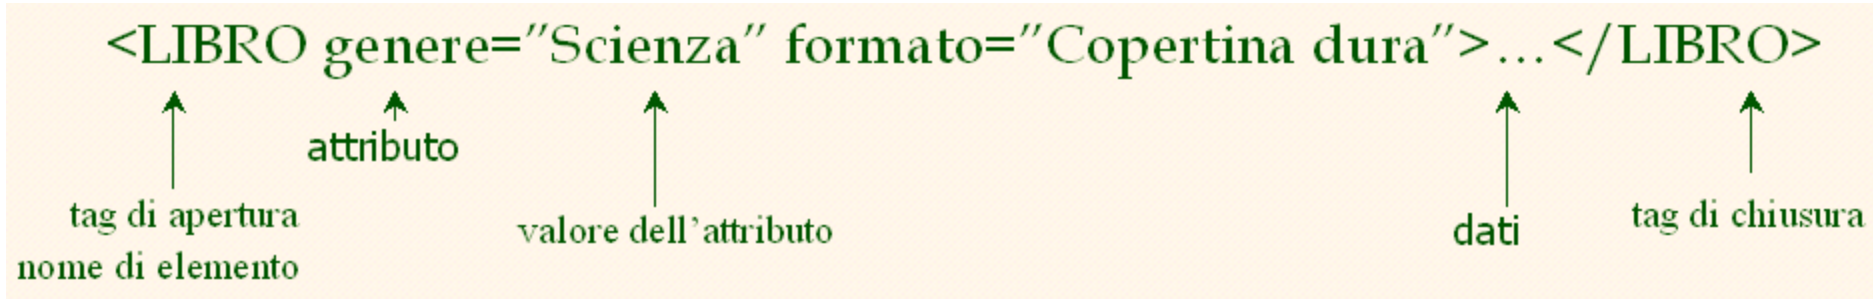 <LIBRO genere=″Scienza″ formato=″Copertina dura″>...</LIBRO>
attributo
tag di apertura
nome di elemento
valore dell’attributo
dati
tag di chiusura